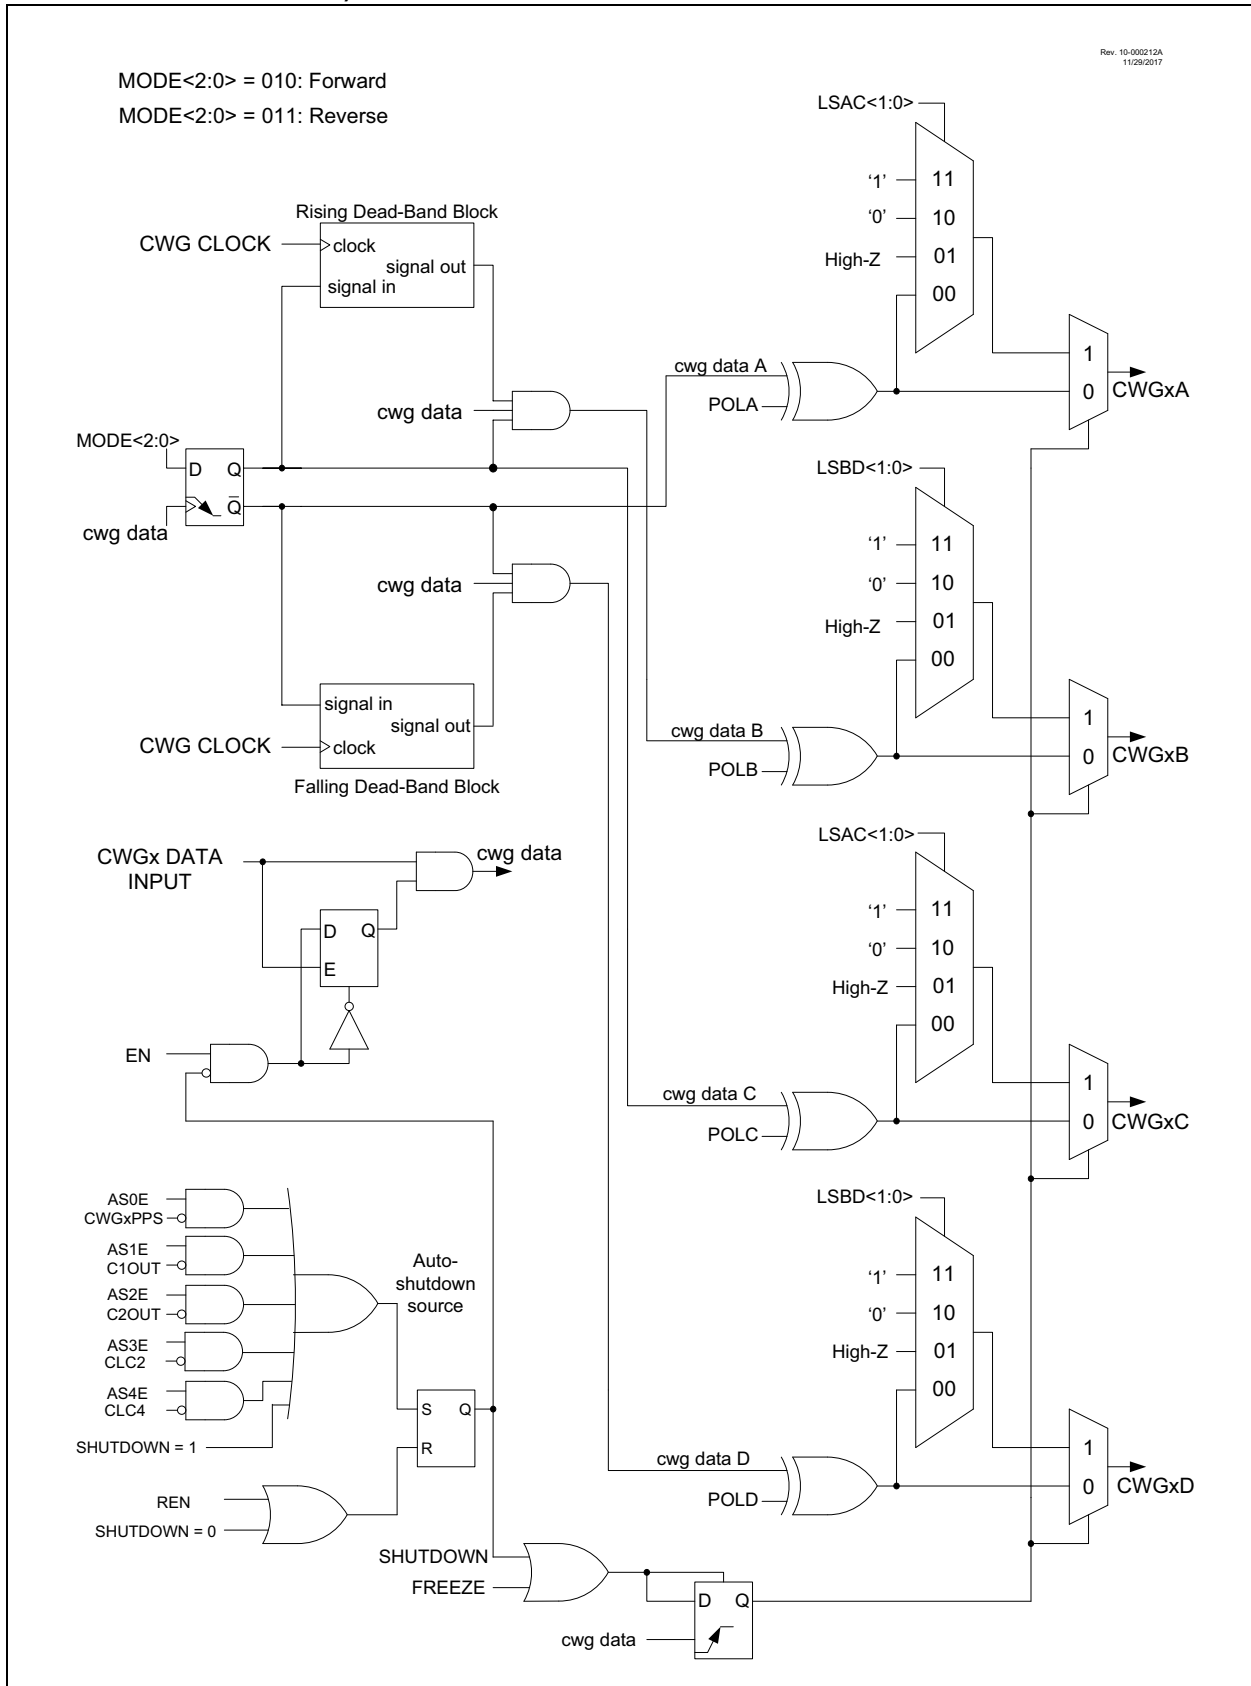 Rev. 10-000212A
11/29/2017
MODE<2:0> = 010: Forward
MODE<2:0> = 011: Reverse
LSAC<1:0>
'1'
11
'0'
10
High-Z
01
00
Rising Dead-Band Block
CWG CLOCK
clock
signal out
signal in
cwg data A
POLA
1
0
CWGxA
cwg data
MODE<2:0>
D
Q
Q
cwg data
LSBD<1:0>
'1'
11
'0'
10
High-Z
01
00
cwg data
signal in
signal out
CWG CLOCK
clock
Falling Dead-Band Block
cwg data B
POLB
1
0
CWGxB
CWGx DATA
INPUT
cwg data
D
Q
E
EN
LSAC<1:0>
'1'
11
'0'
10
High-Z
01
00
cwg data C
POLC
1
0
CWGxC
AS0E
CWGxPPS
AS1E
C1OUT
AS2E
C2OUT
AS3E
CLC2
AS4E
CLC4
SHUTDOWN = 1
Auto-
shutdown
source
S
Q
R
REN
SHUTDOWN = 0
LSBD<1:0>
'1'
11
'0'
10
High-Z
01
00
cwg data D
POLD
1
0
CWGxD
SHUTDOWN
FREEZE
D
Q
cwg data